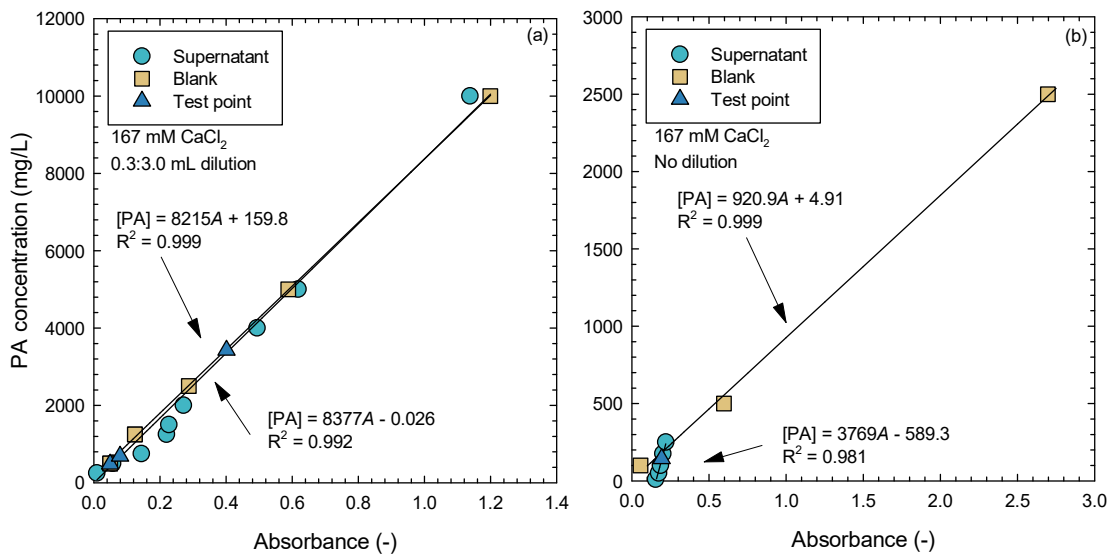 (a)
Supernatant
Blank
Test point
167 mM CaCl2
0.3:3.0 mL dilution
[PA] = 8215A + 159.8
R2 = 0.999
[PA] = 8377A - 0.026
R2 = 0.992
PA concentration (mg/L)
12000
10000
8000
6000
4000
2000
0
0.0 0.2 0.4 0.6 0.8 1.0 1.2 1.4
Absorbance (-)
(b)
Supernatant
Blank
Test point
167 mM CaCl2
No dilution
[PA] = 920.9A + 4.91
R2 = 0.999
[PA] = 3769A - 589.3
R2 = 0.981
3000
2500
2000
1500
1000
500
0
0.0 0.5 1.0 1.5 2.0 2.5 3.0
Absorbance (-)